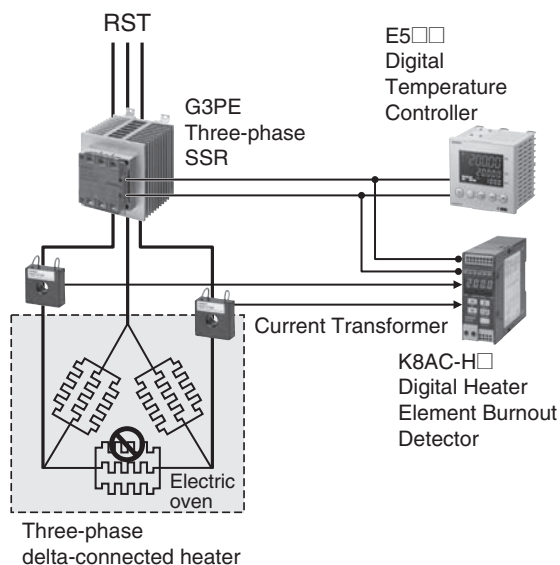 RST
E5□□
Digital
Temperature
Controller
G3PE
Three-phase
SSR
Current Transformer
K8AC-H□
Digital Heater
Element Burnout
Detector
Electric
oven
Three-phase
delta-connected heater